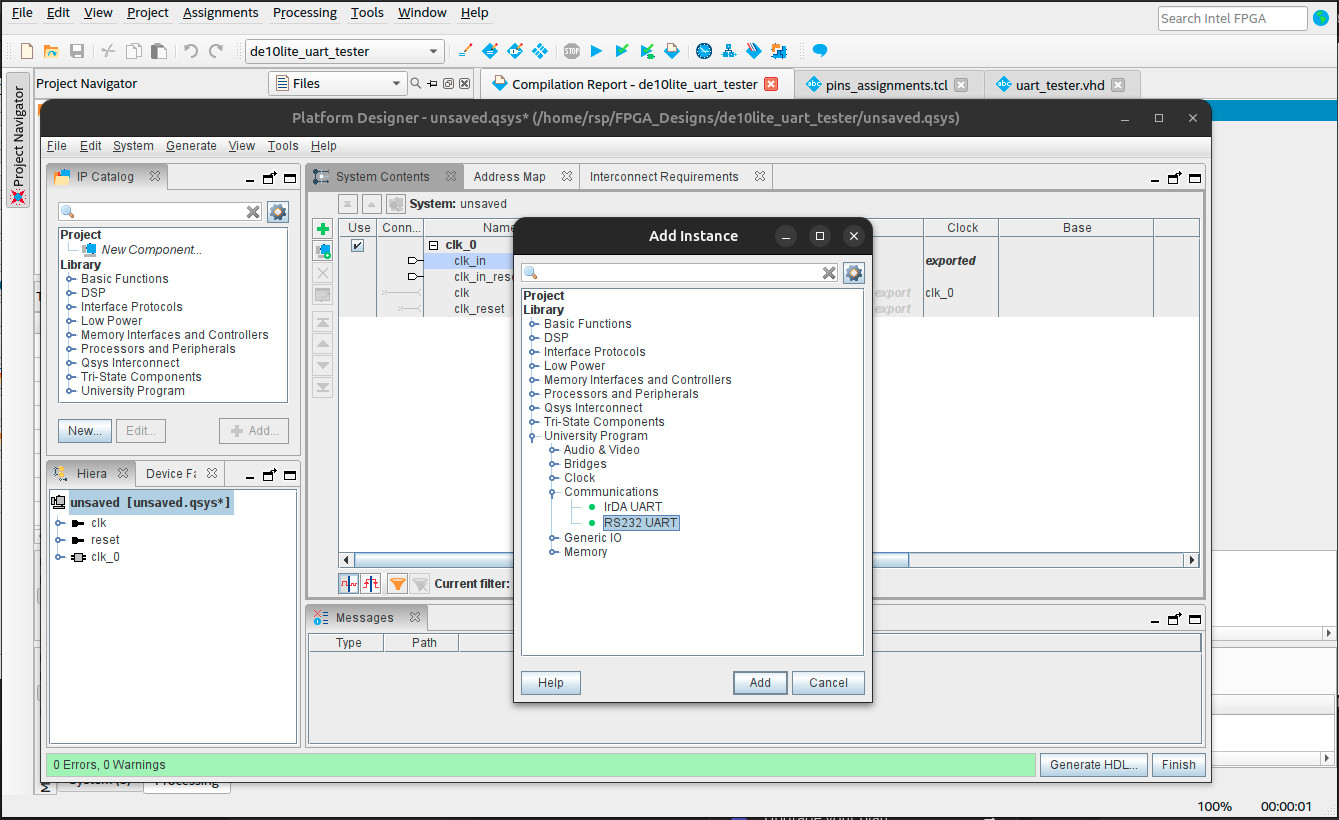 File Edit View Project Assignments Processing Tools Window Help
Search Intel FPGA
de10lite_uart_tester
STOP
Project Navigator
Files
Compilation Report - de10lite_uart_tester
abc pins_assignments.tcl
abc uart_tester.vhd
Project Navigator
Platform Designer - unsaved.qsys* (/home/rsp/FPGA_Designs/de10lite_uart_tester/unsaved.qsys)
File Edit System Generate View Tools Help
IP Catalog
Project
New Component...
Library
Basic Functions
DSP
Interface Protocols
Low Power
Memory Interfaces and Controllers
Processors and Peripherals
Qsys Interconnect
Tri-State Components
University Program
New...
Edit...
Add...
Hiera
Device Fa
unsaved [unsaved.qsys*]
clk
reset
clk_0
System Contents
Address Map
Interconnect Requirements
System: unsaved
Use Conn... Name Clock Base
clk_0
clk_in exported
clk_in_rese
clk export clk_0
clk_reset export
Current filter:
Messages
Type Path
Add Instance
Project
Library
Basic Functions
DSP
Interface Protocols
Low Power
Memory Interfaces and Controllers
Processors and Peripherals
Qsys Interconnect
Tri-State Components
University Program
Audio & Video
Bridges
Clock
Communications
IrDA UART
RS232 UART
Generic IO
Memory
Help
Add
Cancel
0 Errors, 0 Warnings
Generate HDL...
Finish
Processing
100% 00:00:01